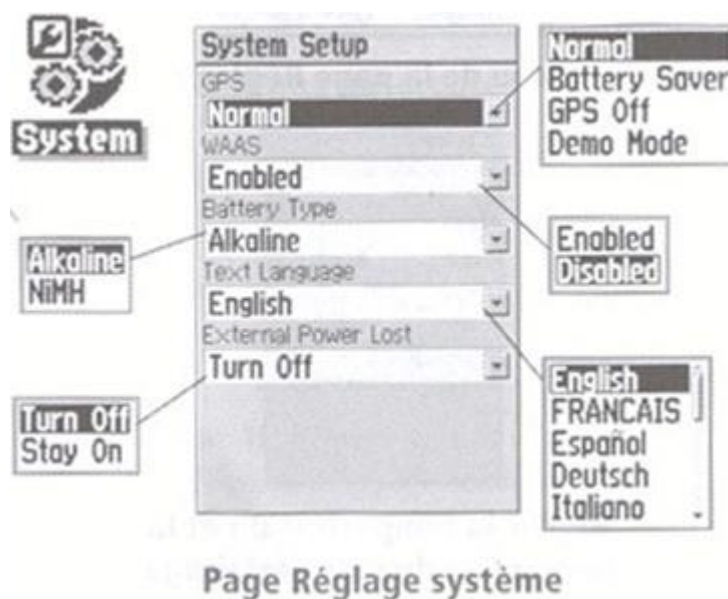 System
System Setup
GPS
Normal
WAAS
Enabled
Battery Type
Alkaline
Text Language
English
External Power Lost
Turn Off
Normal
Battery Saver
GPS Off
Demo Mode
Enabled
Disabled
Alkaline
NiMH
English
FRANCAIS
Español
Deutsch
Italiano
Turn Off
Stay On
Page Réglage système